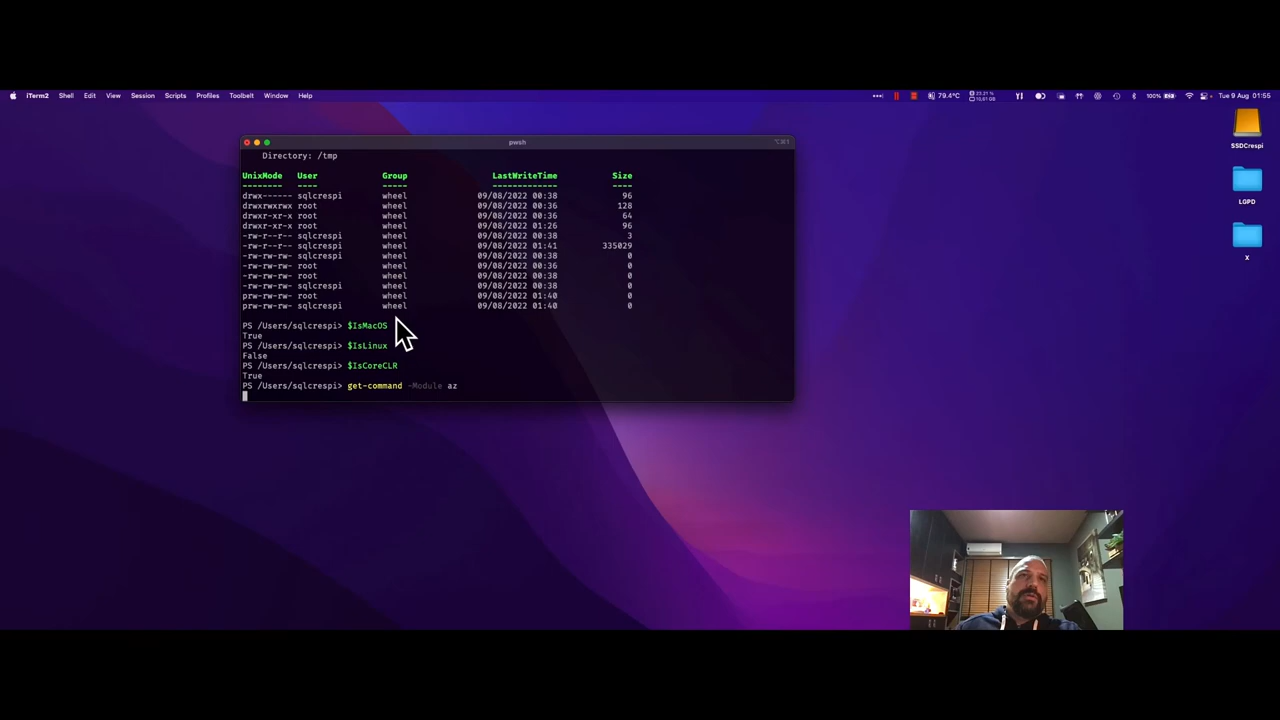 iTerm2 Shell Edit View Session Scripts Profiles Toolbelt Window Help 79.4°C 100% Tue 9 Aug 01:55
pwsh
Directory: /tmp
UnixMode User Group LastWriteTime Size
-------- ---- ----- ------------- ----
drwx------ sqlcrespi wheel 09/08/2022 00:38 96
drwxrwxrwx root wheel 09/08/2022 00:36 128
drwxr-xr-x root wheel 09/08/2022 00:36 64
drwxr-xr-x root wheel 09/08/2022 01:26 96
-rw-r--r-- sqlcrespi wheel 09/08/2022 00:38 3
-rw-r--r-- sqlcrespi wheel 09/08/2022 01:41 335029
-rw-rw-rw- sqlcrespi wheel 09/08/2022 00:38 0
-rw-rw-rw- root wheel 09/08/2022 00:36 0
-rw-rw-rw- root wheel 09/08/2022 00:38 0
-rw-rw-rw- sqlcrespi wheel 09/08/2022 00:38 0
prw-rw-rw- root wheel 09/08/2022 01:40 0
prw-rw-rw- sqlcrespi wheel 09/08/2022 01:40 0
PS /Users/sqlcrespi> $IsMacOS
True
PS /Users/sqlcrespi> $IsLinux
False
PS /Users/sqlcrespi> $IsCoreCLR
True
PS /Users/sqlcrespi> get-command -Module az
SSDCrespi
LGPD
X